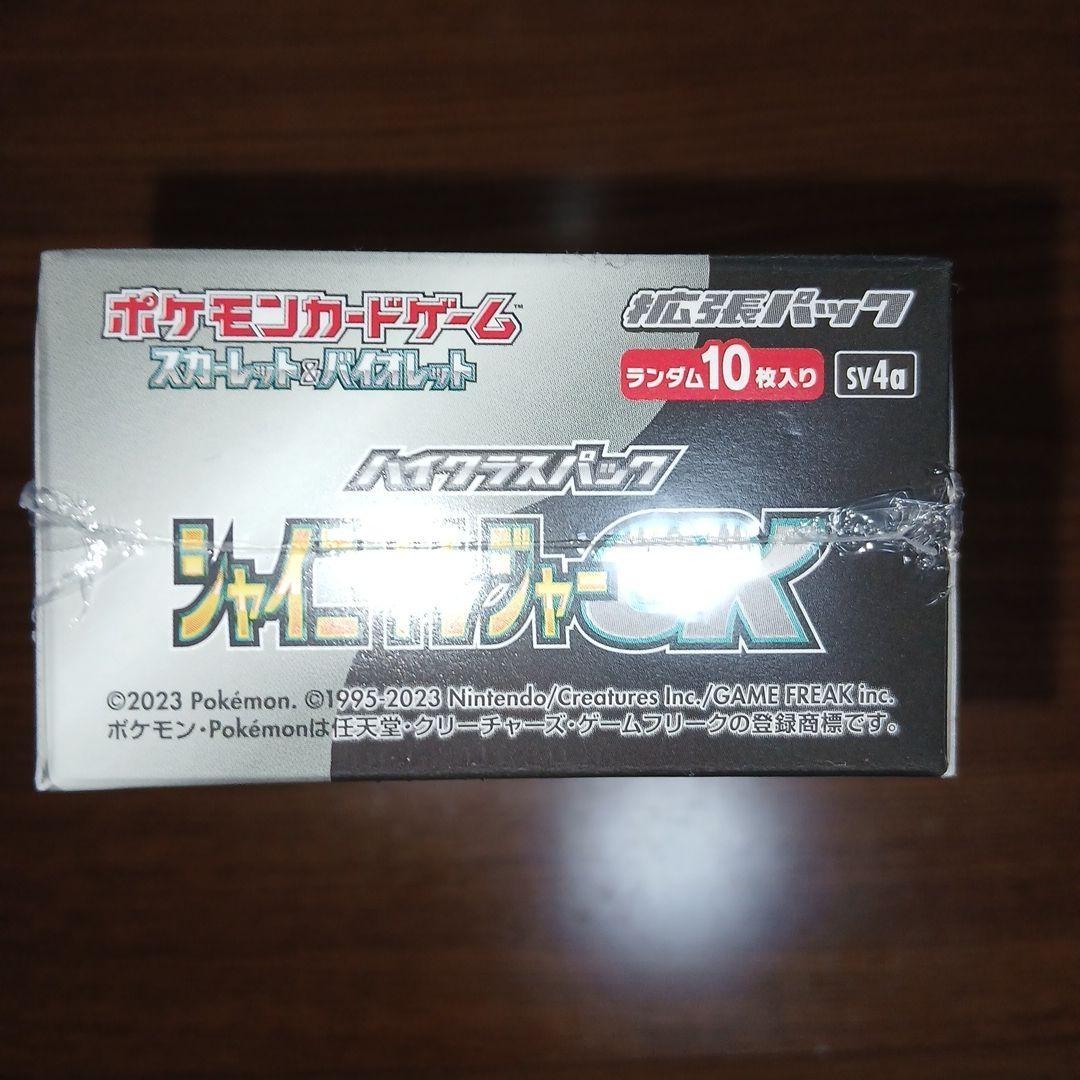 ポケモンカードゲーム™
スカーレット&バイオレット
拡張パック
ランダム10枚入り
sv4a
ハイクラスパック
©2023 Pokémon. ©1995-2023 Nintendo/Creatures Inc./GAME FREAK inc.
ポケモン・Pokémonは任天堂・クリーチャーズ・ゲームフリークの登録商標です。